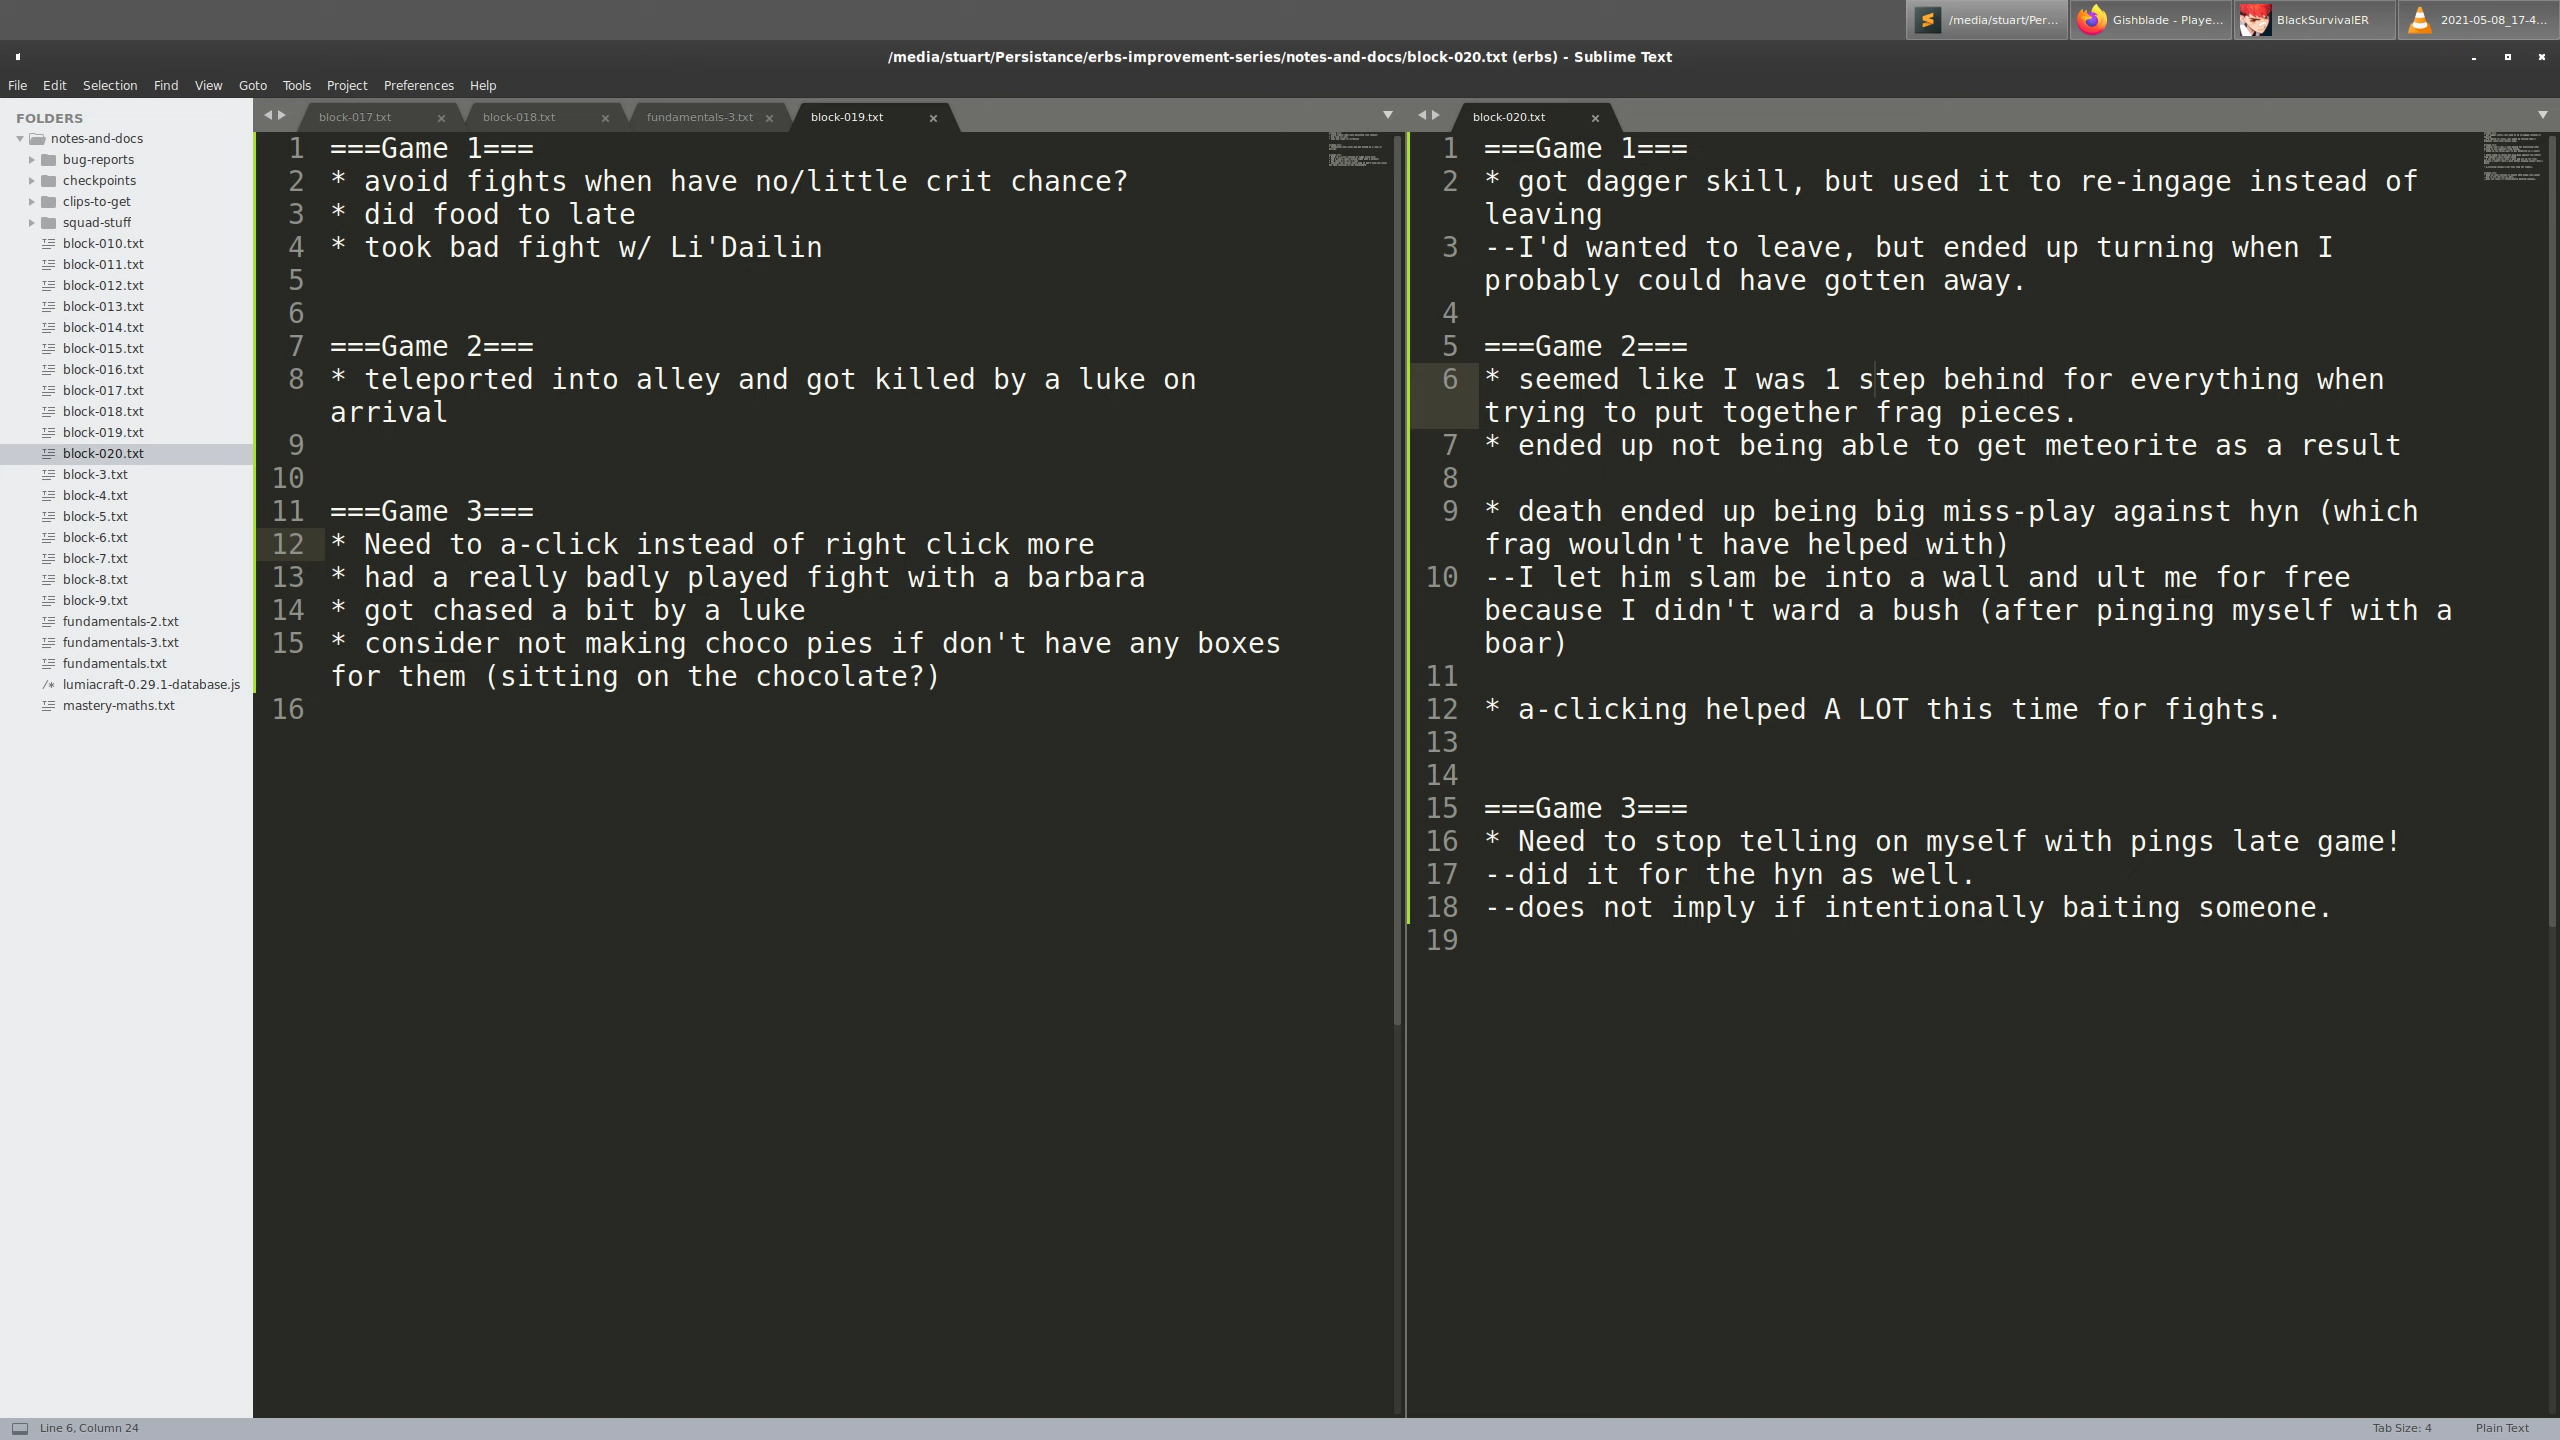 /media/stuart/Per...
Gishblade - Playe...
BlackSurvivalER
2021-05-08_17-4...
/media/stuart/Persistance/erbs-improvement-series/notes-and-docs/block-020.txt (erbs) - Sublime Text
File Edit Selection Find View Goto Tools Project Preferences Help
FOLDERS
notes-and-docs
bug-reports
checkpoints
clips-to-get
squad-stuff
block-010.txt
block-011.txt
block-012.txt
block-013.txt
block-014.txt
block-015.txt
block-016.txt
block-017.txt
block-018.txt
block-019.txt
block-020.txt
block-3.txt
block-4.txt
block-5.txt
block-6.txt
block-7.txt
block-8.txt
block-9.txt
fundamentals-2.txt
fundamentals-3.txt
fundamentals.txt
/* lumiacraft-0.29.1-database.js
mastery-maths.txt
block-017.txt × block-018.txt × fundamentals-3.txt × block-019.txt ×
1 ===Game 1===
2 * avoid fights when have no/little crit chance?
3 * did food to late
4 * took bad fight w/ Li'Dailin
5
6
7 ===Game 2===
8 * teleported into alley and got killed by a luke on
arrival
9
10
11 ===Game 3===
12 * Need to a-click instead of right click more
13 * had a really badly played fight with a barbara
14 * got chased a bit by a luke
15 * consider not making choco pies if don't have any boxes
for them (sitting on the chocolate?)
16
block-020.txt ×
1 ===Game 1===
2 * got dagger skill, but used it to re-ingage instead of
leaving
3 --I'd wanted to leave, but ended up turning when I
probably could have gotten away.
4
5 ===Game 2===
6 * seemed like I was 1 step behind for everything when
trying to put together frag pieces.
7 * ended up not being able to get meteorite as a result
8
9 * death ended up being big miss-play against hyn (which
frag wouldn't have helped with)
10 --I let him slam be into a wall and ult me for free
because I didn't ward a bush (after pinging myself with a
boar)
11
12 * a-clicking helped A LOT this time for fights.
13
14
15 ===Game 3===
16 * Need to stop telling on myself with pings late game!
17 --did it for the hyn as well.
18 --does not imply if intentionally baiting someone.
19
Line 6, Column 24
Tab Size: 4
Plain Text